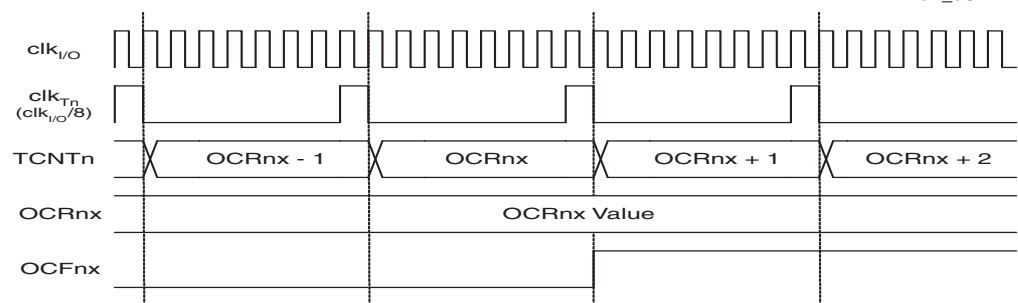 clkI/O
clkTn
(clkI/O/8)
TCNTn OCRnx - 1 OCRnx OCRnx + 1 OCRnx + 2
OCRnx OCRnx Value
OCFnx